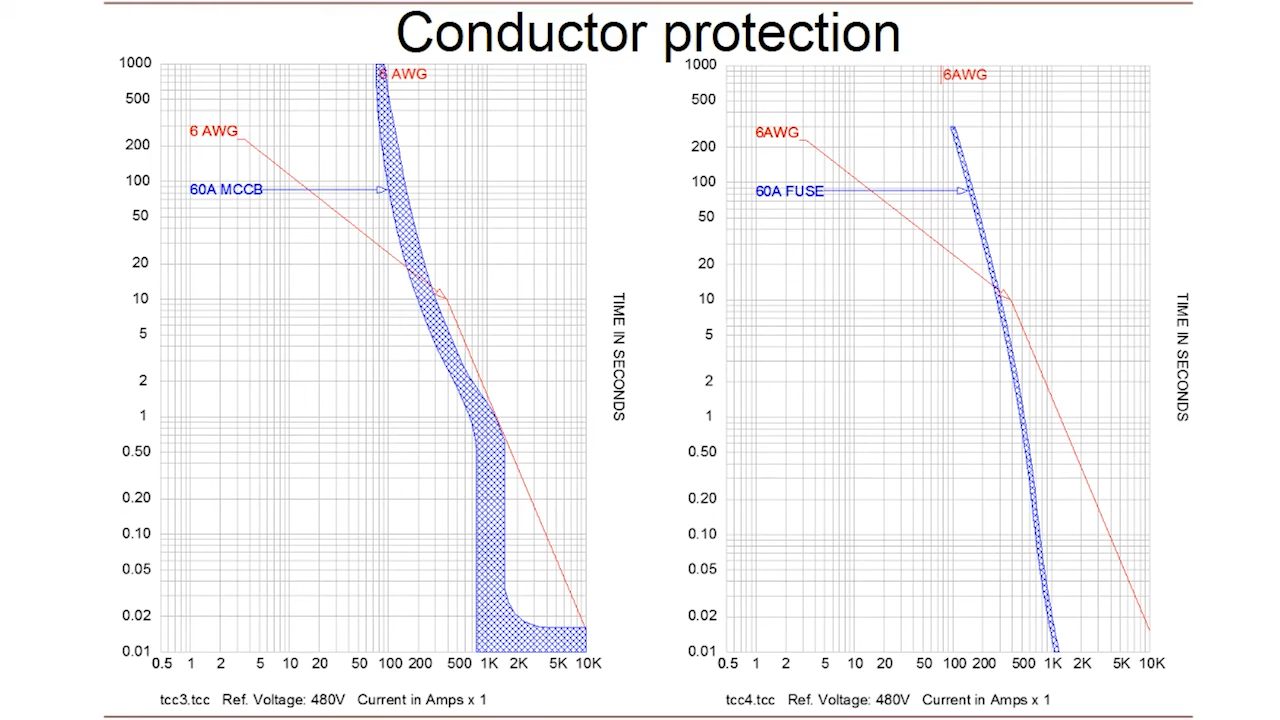 Conductor protection
1000
500
200
100
50
20
10
5
2
1
0.50
0.20
0.10
0.05
0.02
0.01
6 AWG
6 AWG
60A MCCB
TIME IN SECONDS
0.5 1 2 5 10 20 50 100 200 500 1K 2K 5K 10K
tcc3.tcc Ref. Voltage: 480V Current in Amps x 1
1000
500
200
100
50
20
10
5
2
1
0.50
0.20
0.10
0.05
0.02
0.01
6AWG
6AWG
60A FUSE
TIME IN SECONDS
0.5 1 2 5 10 20 50 100 200 500 1K 2K 5K 10K
tcc4.tcc Ref. Voltage: 480V Current in Amps x 1